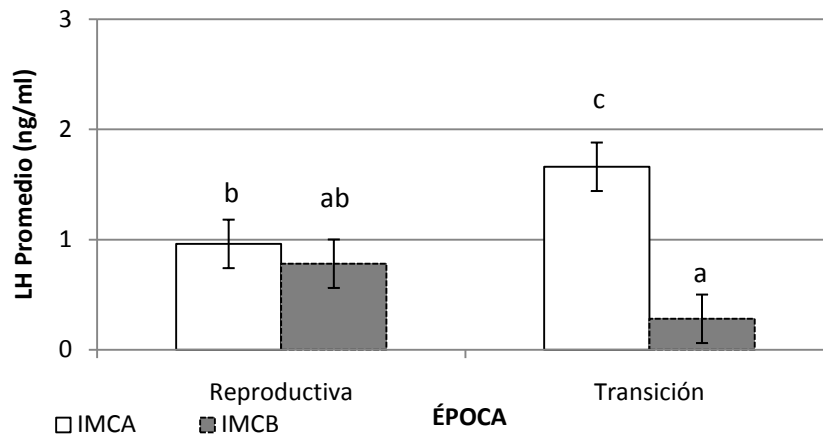 3
2
1
0
LH Promedio (ng/ml)
b
ab
c
a
Reproductiva
Transición
ÉPOCA
IMCA
IMCB